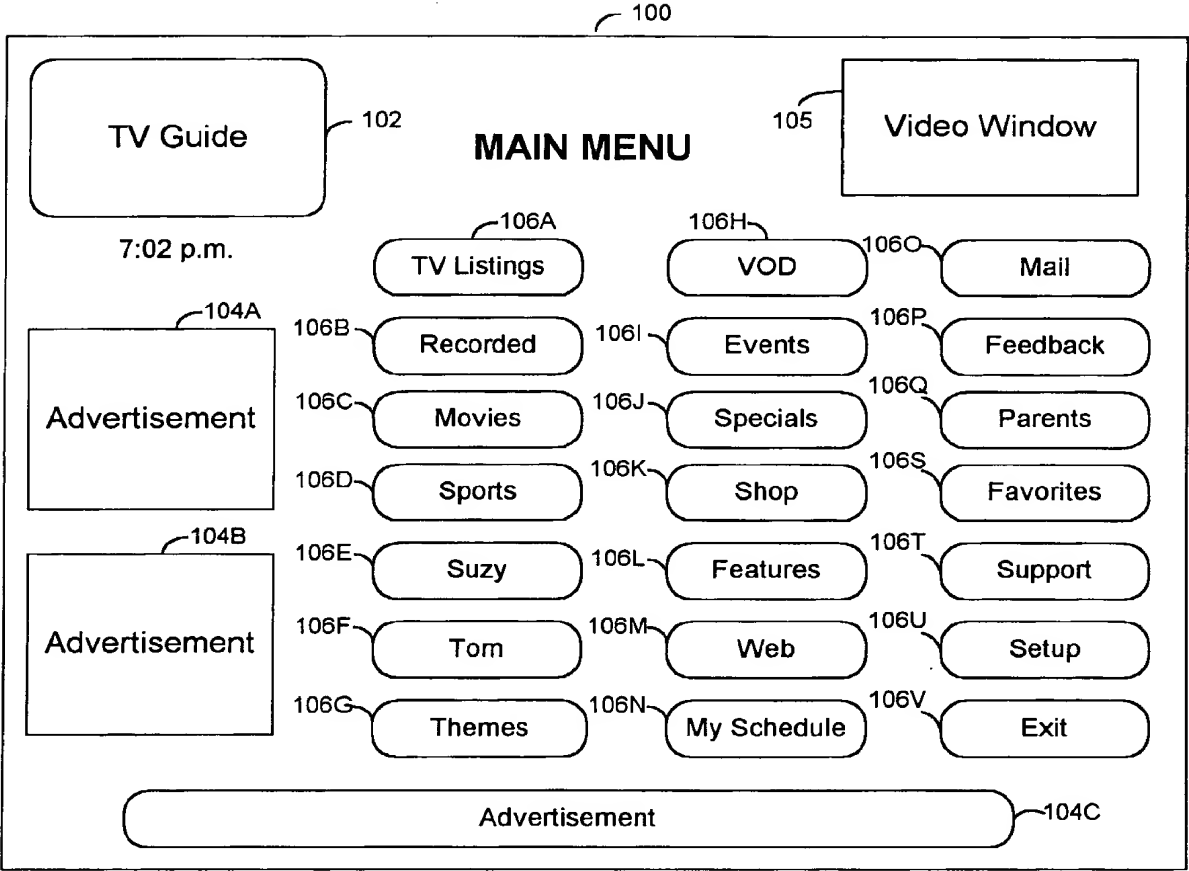 100
TV Guide
102
MAIN MENU
105
Video Window
7:02 p.m.
106A
TV Listings
106H
VOD
106O
Mail
104A
Advertisement
106B
Recorded
106I
Events
106P
Feedback
106C
Movies
106J
Specials
106Q
Parents
106D
Sports
106K
Shop
106S
Favorites
104B
Advertisement
106E
Suzy
106L
Features
106T
Support
106F
Tom
106M
Web
106U
Setup
106G
Themes
106N
My Schedule
106V
Exit
Advertisement
104C